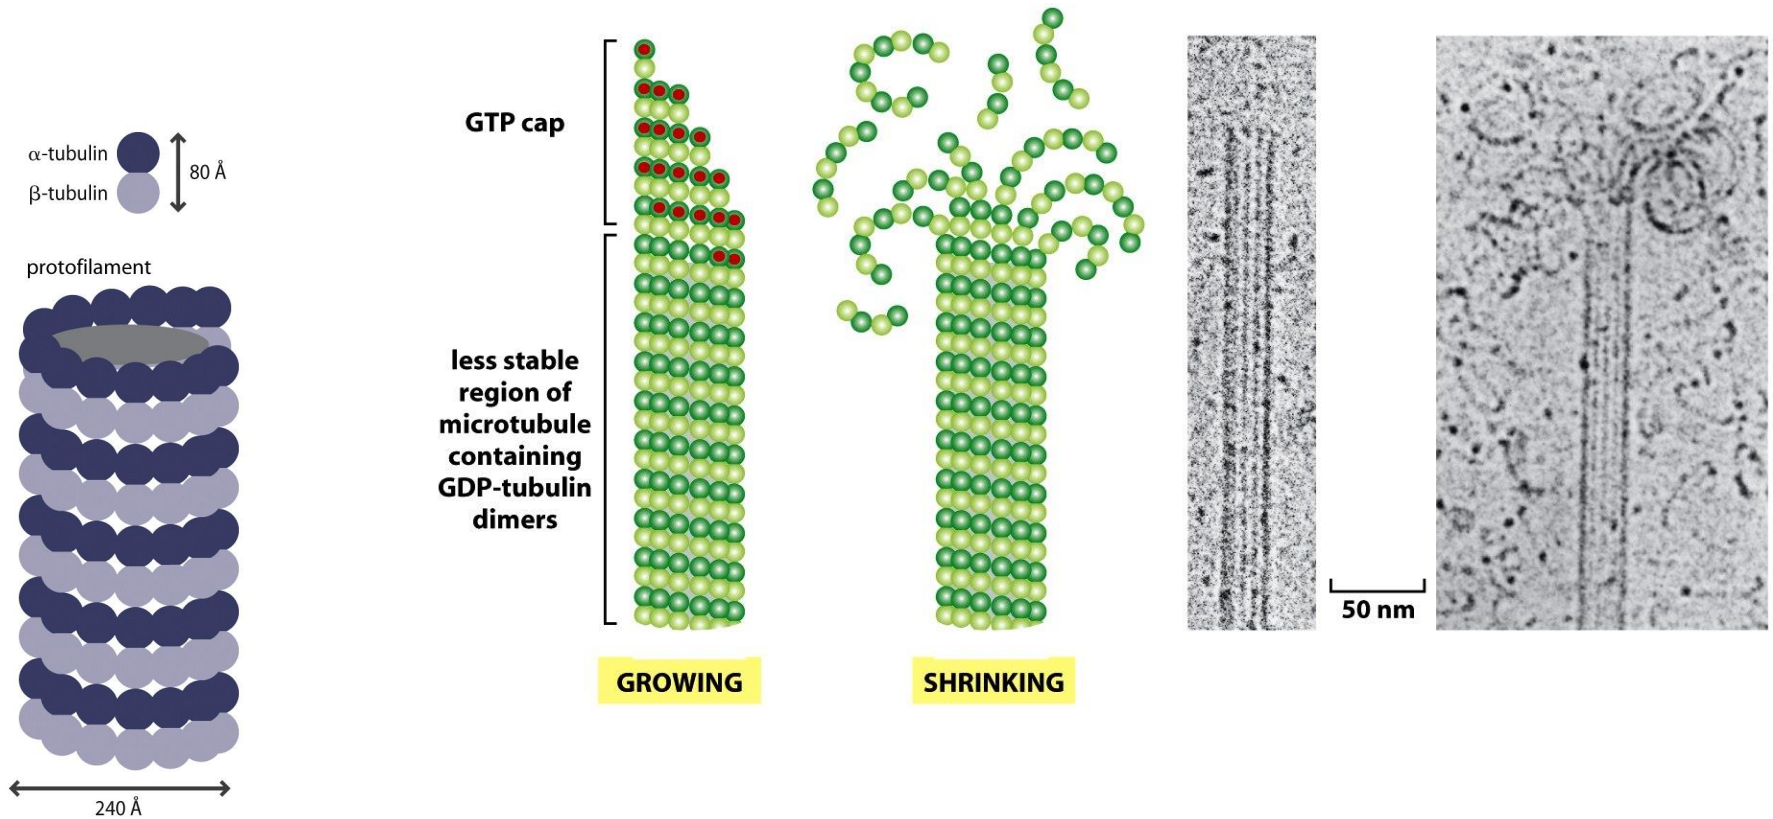 α-tubulin
β-tubulin
80 Å
protofilament
240 Å
GTP cap
less stable
region of
microtubule
containing
GDP-tubulin
dimers
GROWING
SHRINKING
50 nm